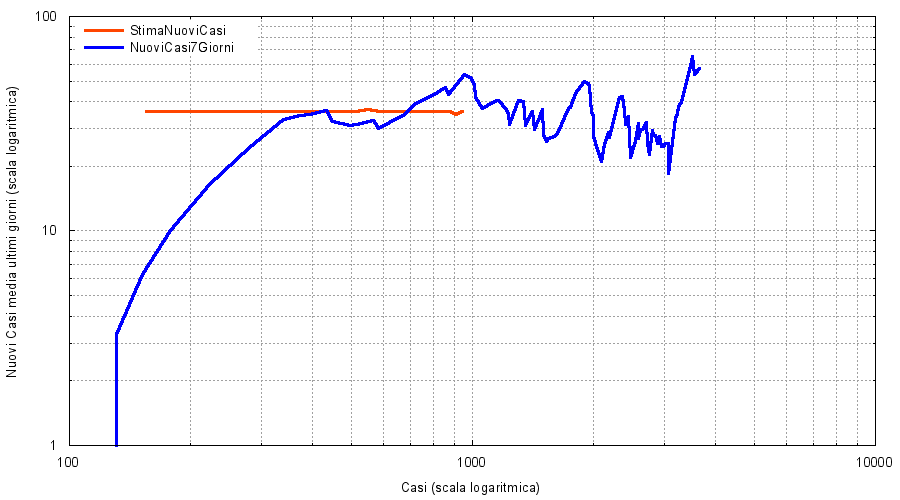 100
StimaNuoviCasi
NuoviCasi7Giorni
Nuovi Casi media ultimi giorni (scala logaritmica)
10
1
100
1000
10000
Casi (scala logaritmica)